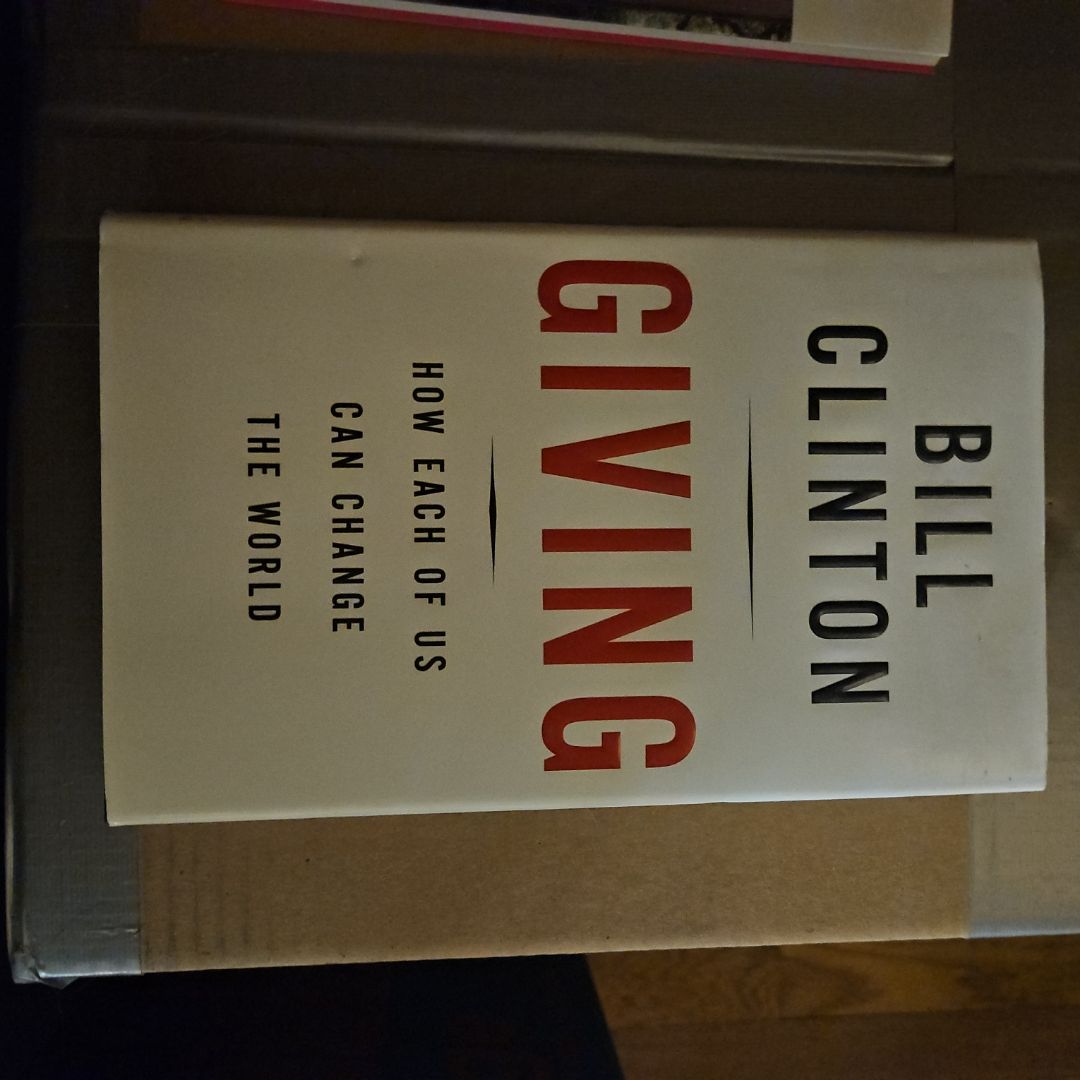 BILL
CLINTON
GIVING
HOW EACH OF US
CAN CHANGE
THE WORLD